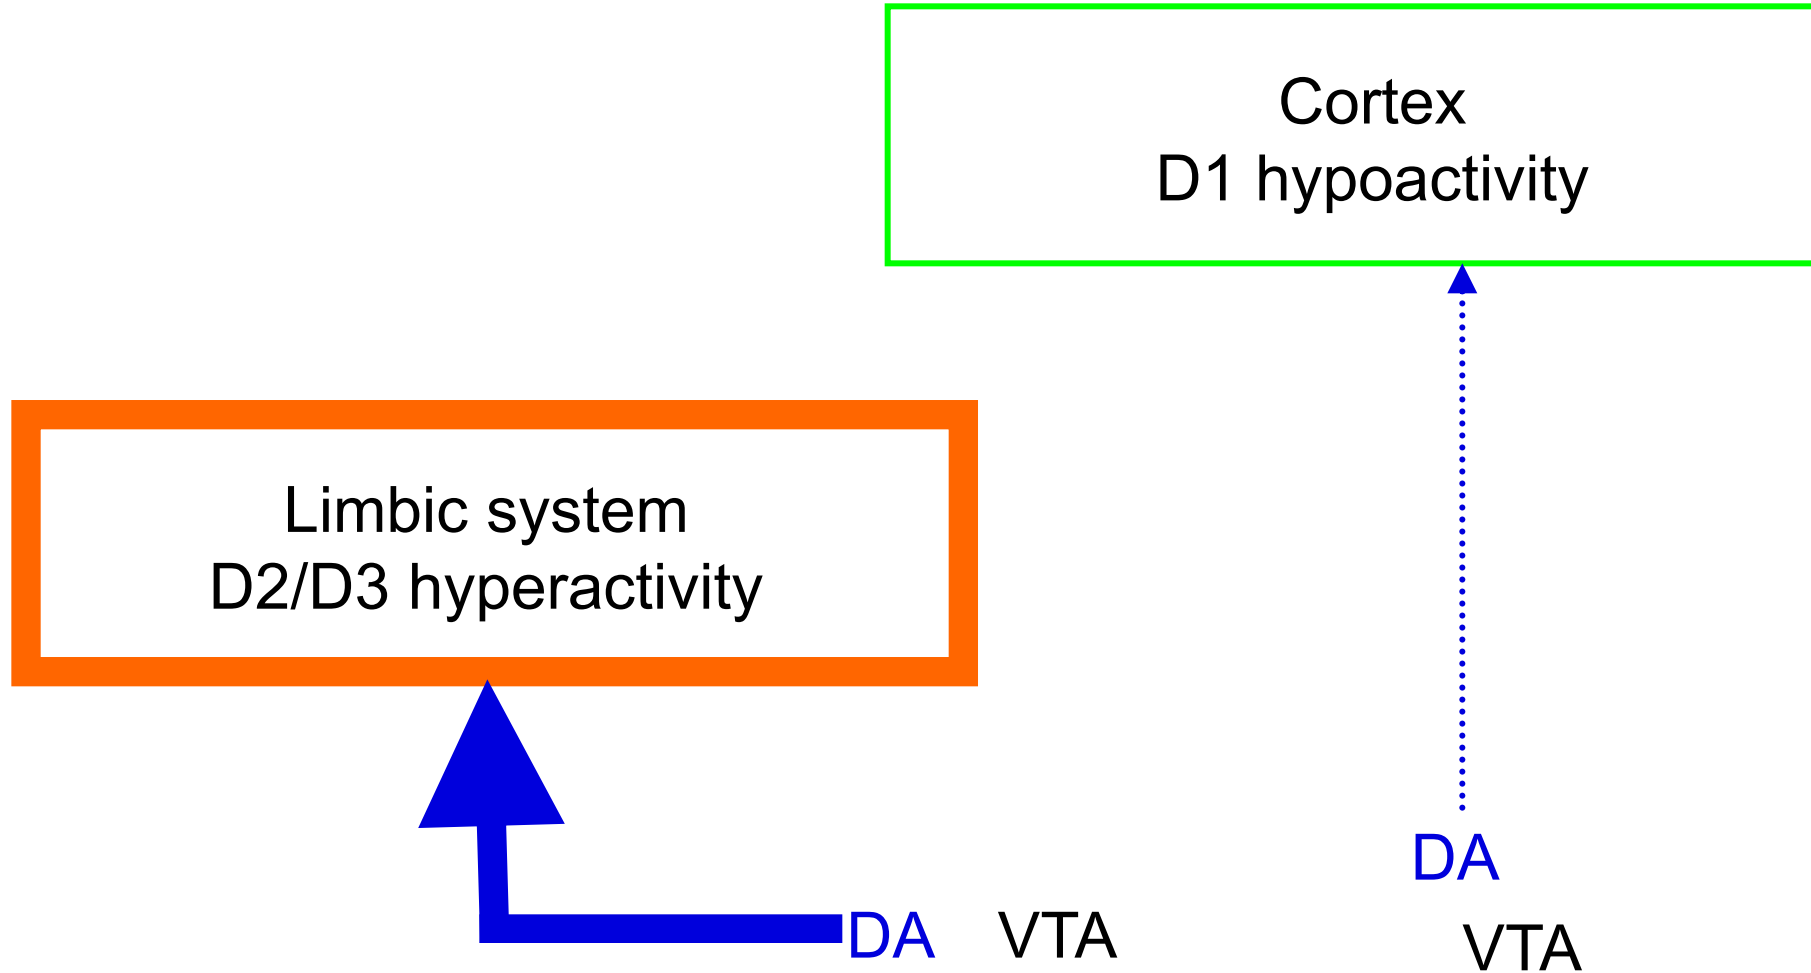 Cortex
D1 hypoactivity
Limbic system
D2/D3 hyperactivity
DA
DA VTA
VTA